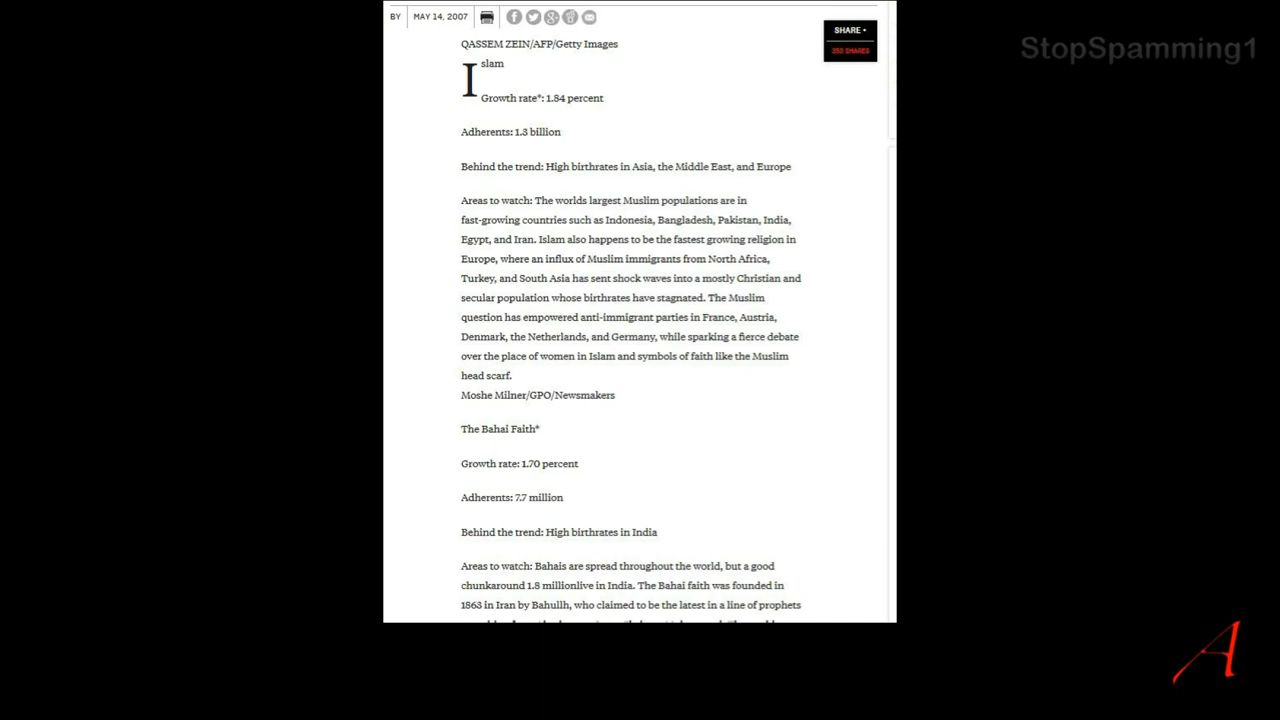 BY MAY 14, 2007
SHARE +
353 SHARES
StopSpamming1
QASSEM ZEIN/AFP/Getty Images
Islam
Growth rate*: 1.84 percent
Adherents: 1.3 billion
Behind the trend: High birthrates in Asia, the Middle East, and Europe
Areas to watch: The worlds largest Muslim populations are in
fast-growing countries such as Indonesia, Bangladesh, Pakistan, India,
Egypt, and Iran. Islam also happens to be the fastest growing religion in
Europe, where an influx of Muslim immigrants from North Africa,
Turkey, and South Asia has sent shock waves into a mostly Christian and
secular population whose birthrates have stagnated. The Muslim
question has empowered anti-immigrant parties in France, Austria,
Denmark, the Netherlands, and Germany, while sparking a fierce debate
over the place of women in Islam and symbols of faith like the Muslim
head scarf.
Moshe Milner/GPO/Newsmakers
The Bahai Faith*
Growth rate: 1.70 percent
Adherents: 7.7 million
Behind the trend: High birthrates in India
Areas to watch: Bahais are spread throughout the world, but a good
chunkaround 1.8 millionlive in India. The Bahai faith was founded in
1863 in Iran by Bahullh, who claimed to be the latest in a line of prophets
A